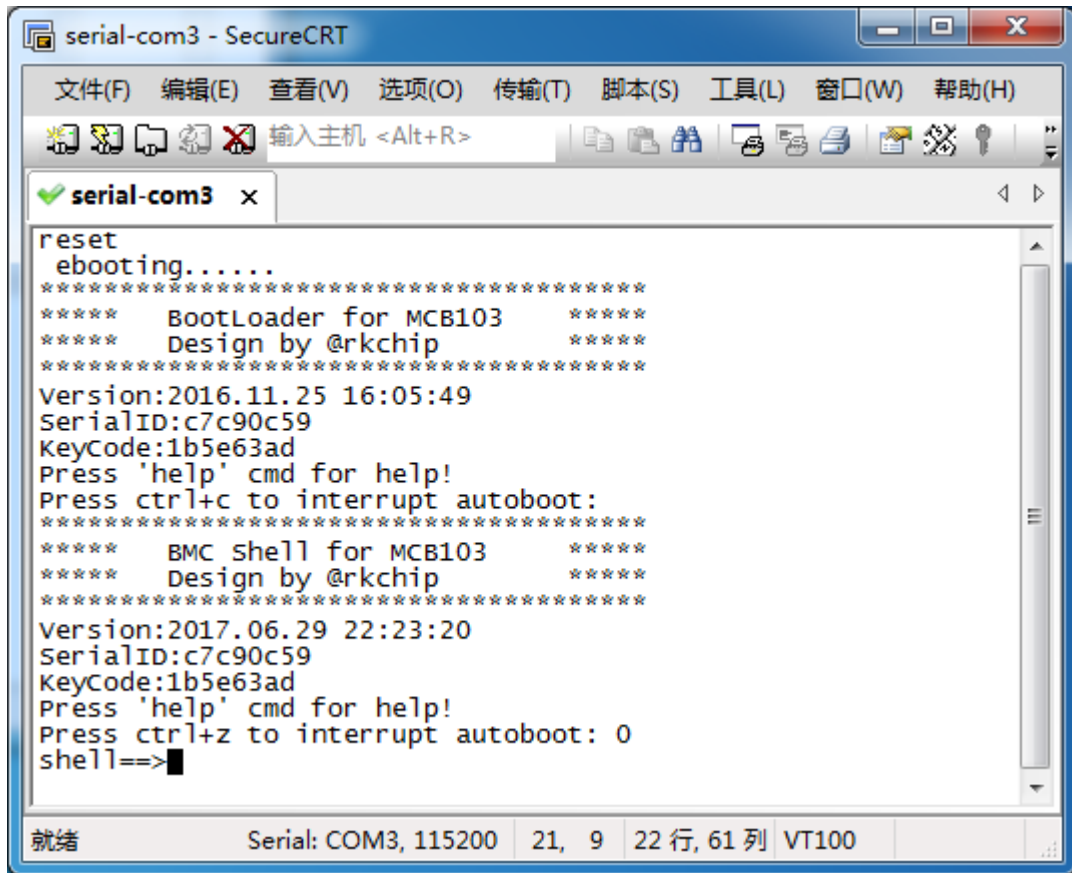 serial-com3 - SecureCRT
文件(F) 编辑(E) 查看(V) 选项(O) 传输(T) 脚本(S) 工具(L) 窗口(W) 帮助(H)
输入主机 <Alt+R>
serial-com3 x
reset
 ebooting......
**************************************
*****   BootLoader for MCB103    *****
*****   Design by @rkchip        *****
**************************************
Version:2016.11.25 16:05:49
SerialID:c7c90c59
KeyCode:1b5e63ad
Press 'help' cmd for help!
Press ctrl+c to interrupt autoboot:
**************************************
*****   BMC Shell for MCB103     *****
*****   Design by @rkchip        *****
**************************************
Version:2017.06.29 22:23:20
SerialID:c7c90c59
KeyCode:1b5e63ad
Press 'help' cmd for help!
Press ctrl+z to interrupt autoboot: 0
shell==>
就绪 Serial: COM3, 115200 21, 9 22 行, 61 列 VT100